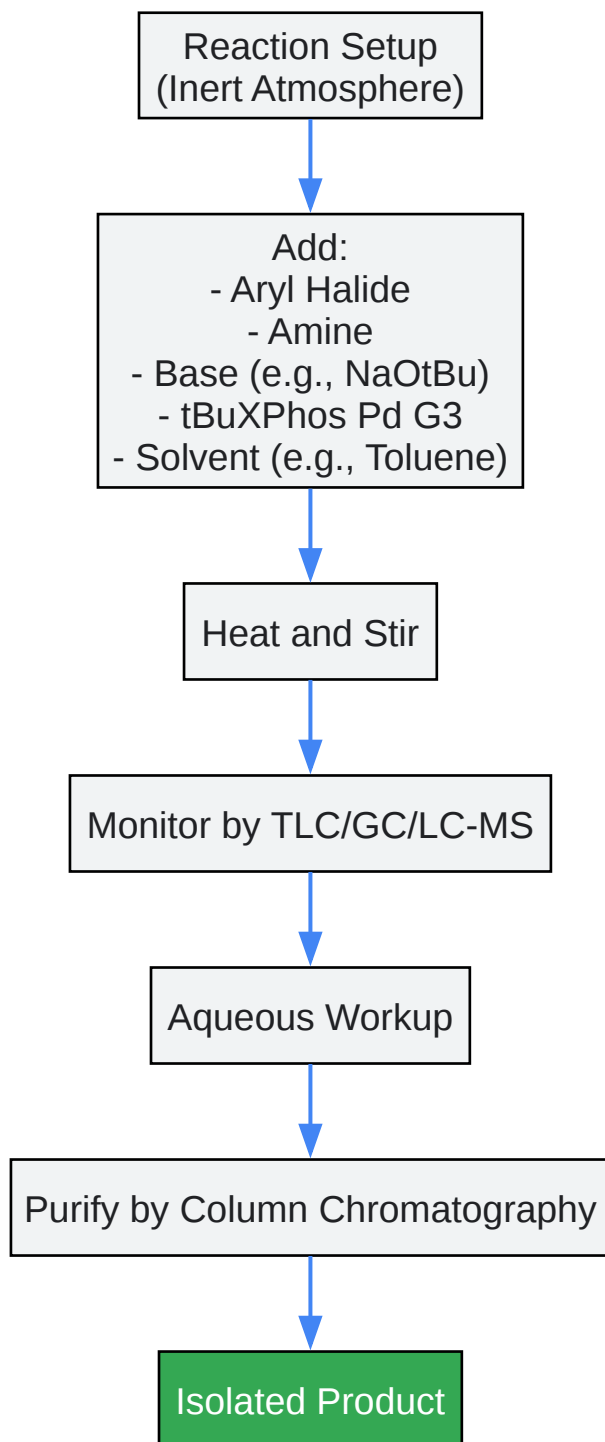 Reaction Setup
(Inert Atmosphere)
Add:
- Aryl Halide
- Amine
- Base (e.g., NaOtBu)
- tBuXPhos Pd G3
- Solvent (e.g., Toluene)
Heat and Stir
Monitor by TLC/GC/LC-MS
Aqueous Workup
Purify by Column Chromatography
Isolated Product